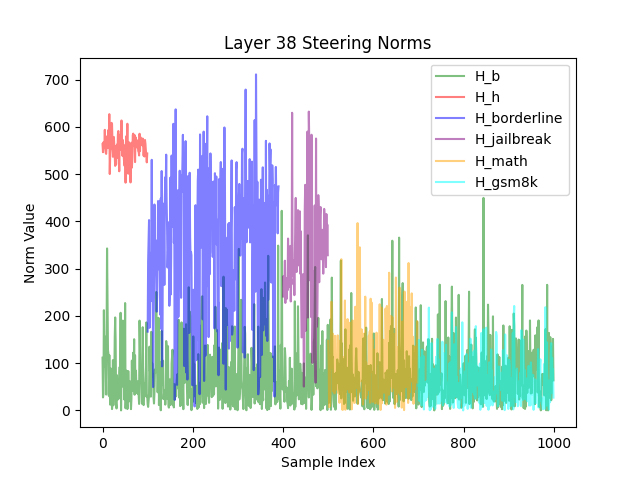 Layer 38 Steering Norms
Norm Value
700
600
500
400
300
200
100
0
H_b
H_h
H_borderline
H_jailbreak
H_math
H_gsm8k
0
200
400
600
800
1000
Sample Index